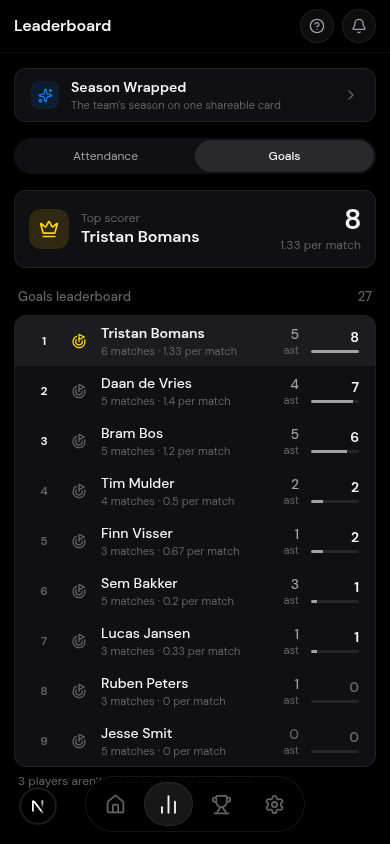 Leaderboard
Season Wrapped
The team's season on one shareable card
Attendance
Goals
Top scorer
Tristan Bomans
8
1.33 per match
Goals leaderboard
27
1
Tristan Bomans
6 matches · 1.33 per match
5
ast
8
2
Daan de Vries
5 matches · 1.4 per match
4
ast
7
3
Bram Bos
5 matches · 1.2 per match
5
ast
6
4
Tim Mulder
4 matches · 0.5 per match
2
ast
2
5
Finn Visser
3 matches · 0.67 per match
1
ast
2
6
Sem Bakker
5 matches · 0.2 per match
3
ast
1
7
Lucas Jansen
3 matches · 0.33 per match
1
ast
1
8
Ruben Peters
3 matches · 0 per match
1
ast
0
9
Jesse Smit
5 matches · 0 per match
0
ast
0
3 players
N